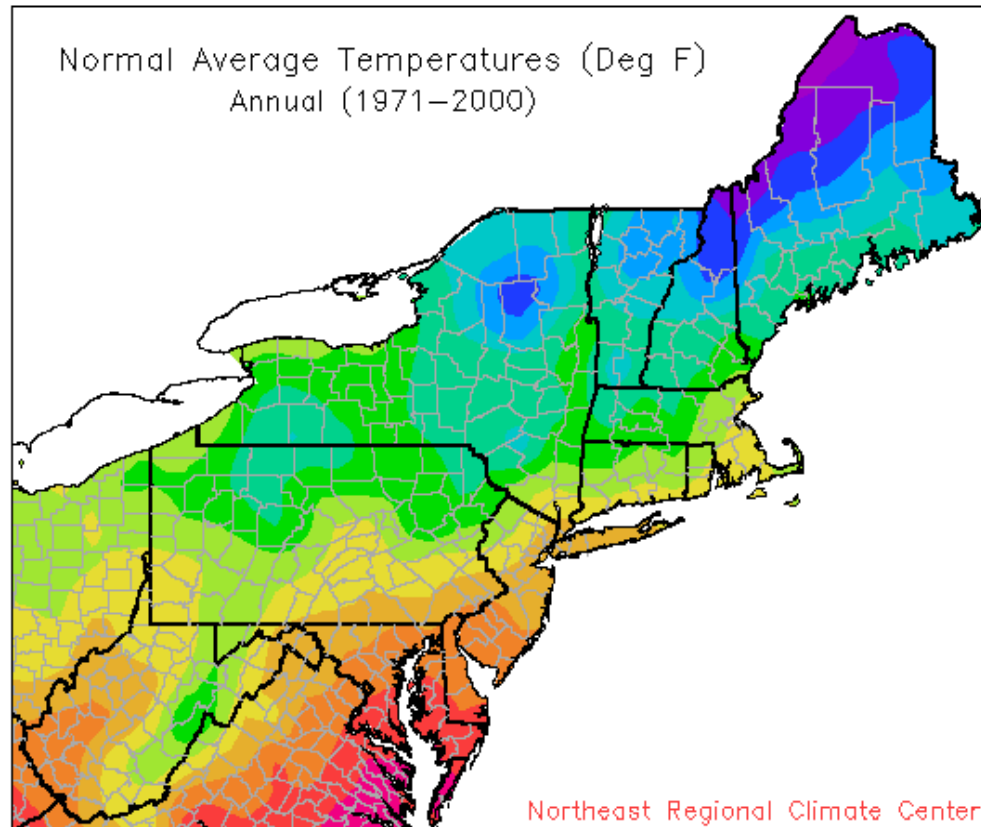 Normal Average Temperatures (Deg F)
Annual (1971-2000)
Northeast Regional Climate Center